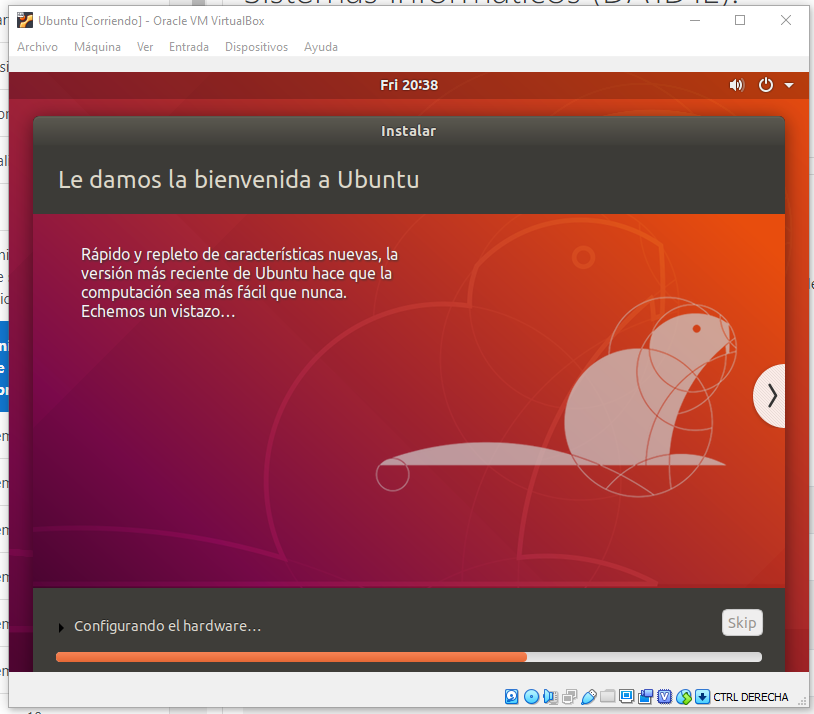 Ubuntu [Corriendo] - Oracle VM VirtualBox
Archivo Máquina Ver Entrada Dispositivos Ayuda
Fri 20:38
Instalar
Le damos la bienvenida a Ubuntu
Rápido y repleto de características nuevas, la
versión más reciente de Ubuntu hace que la
computación sea más fácil que nunca.
Echemos un vistazo…
Configurando el hardware…
Skip
CTRL DERECHA